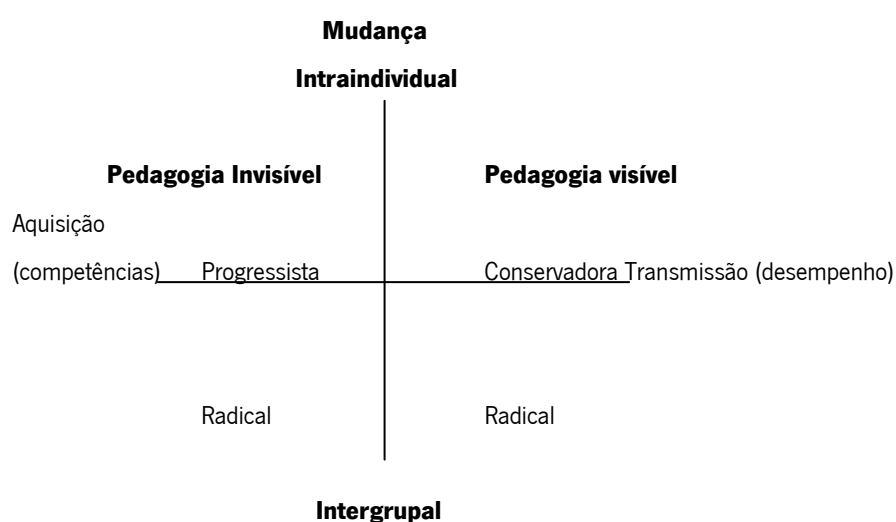 Mudança
Intraindividual
Pedagogia Invisível Pedagogia visível
Aquisição
(competências) Progressista Conservadora Transmissão (desempenho)
Radical Radical
Intergrupal